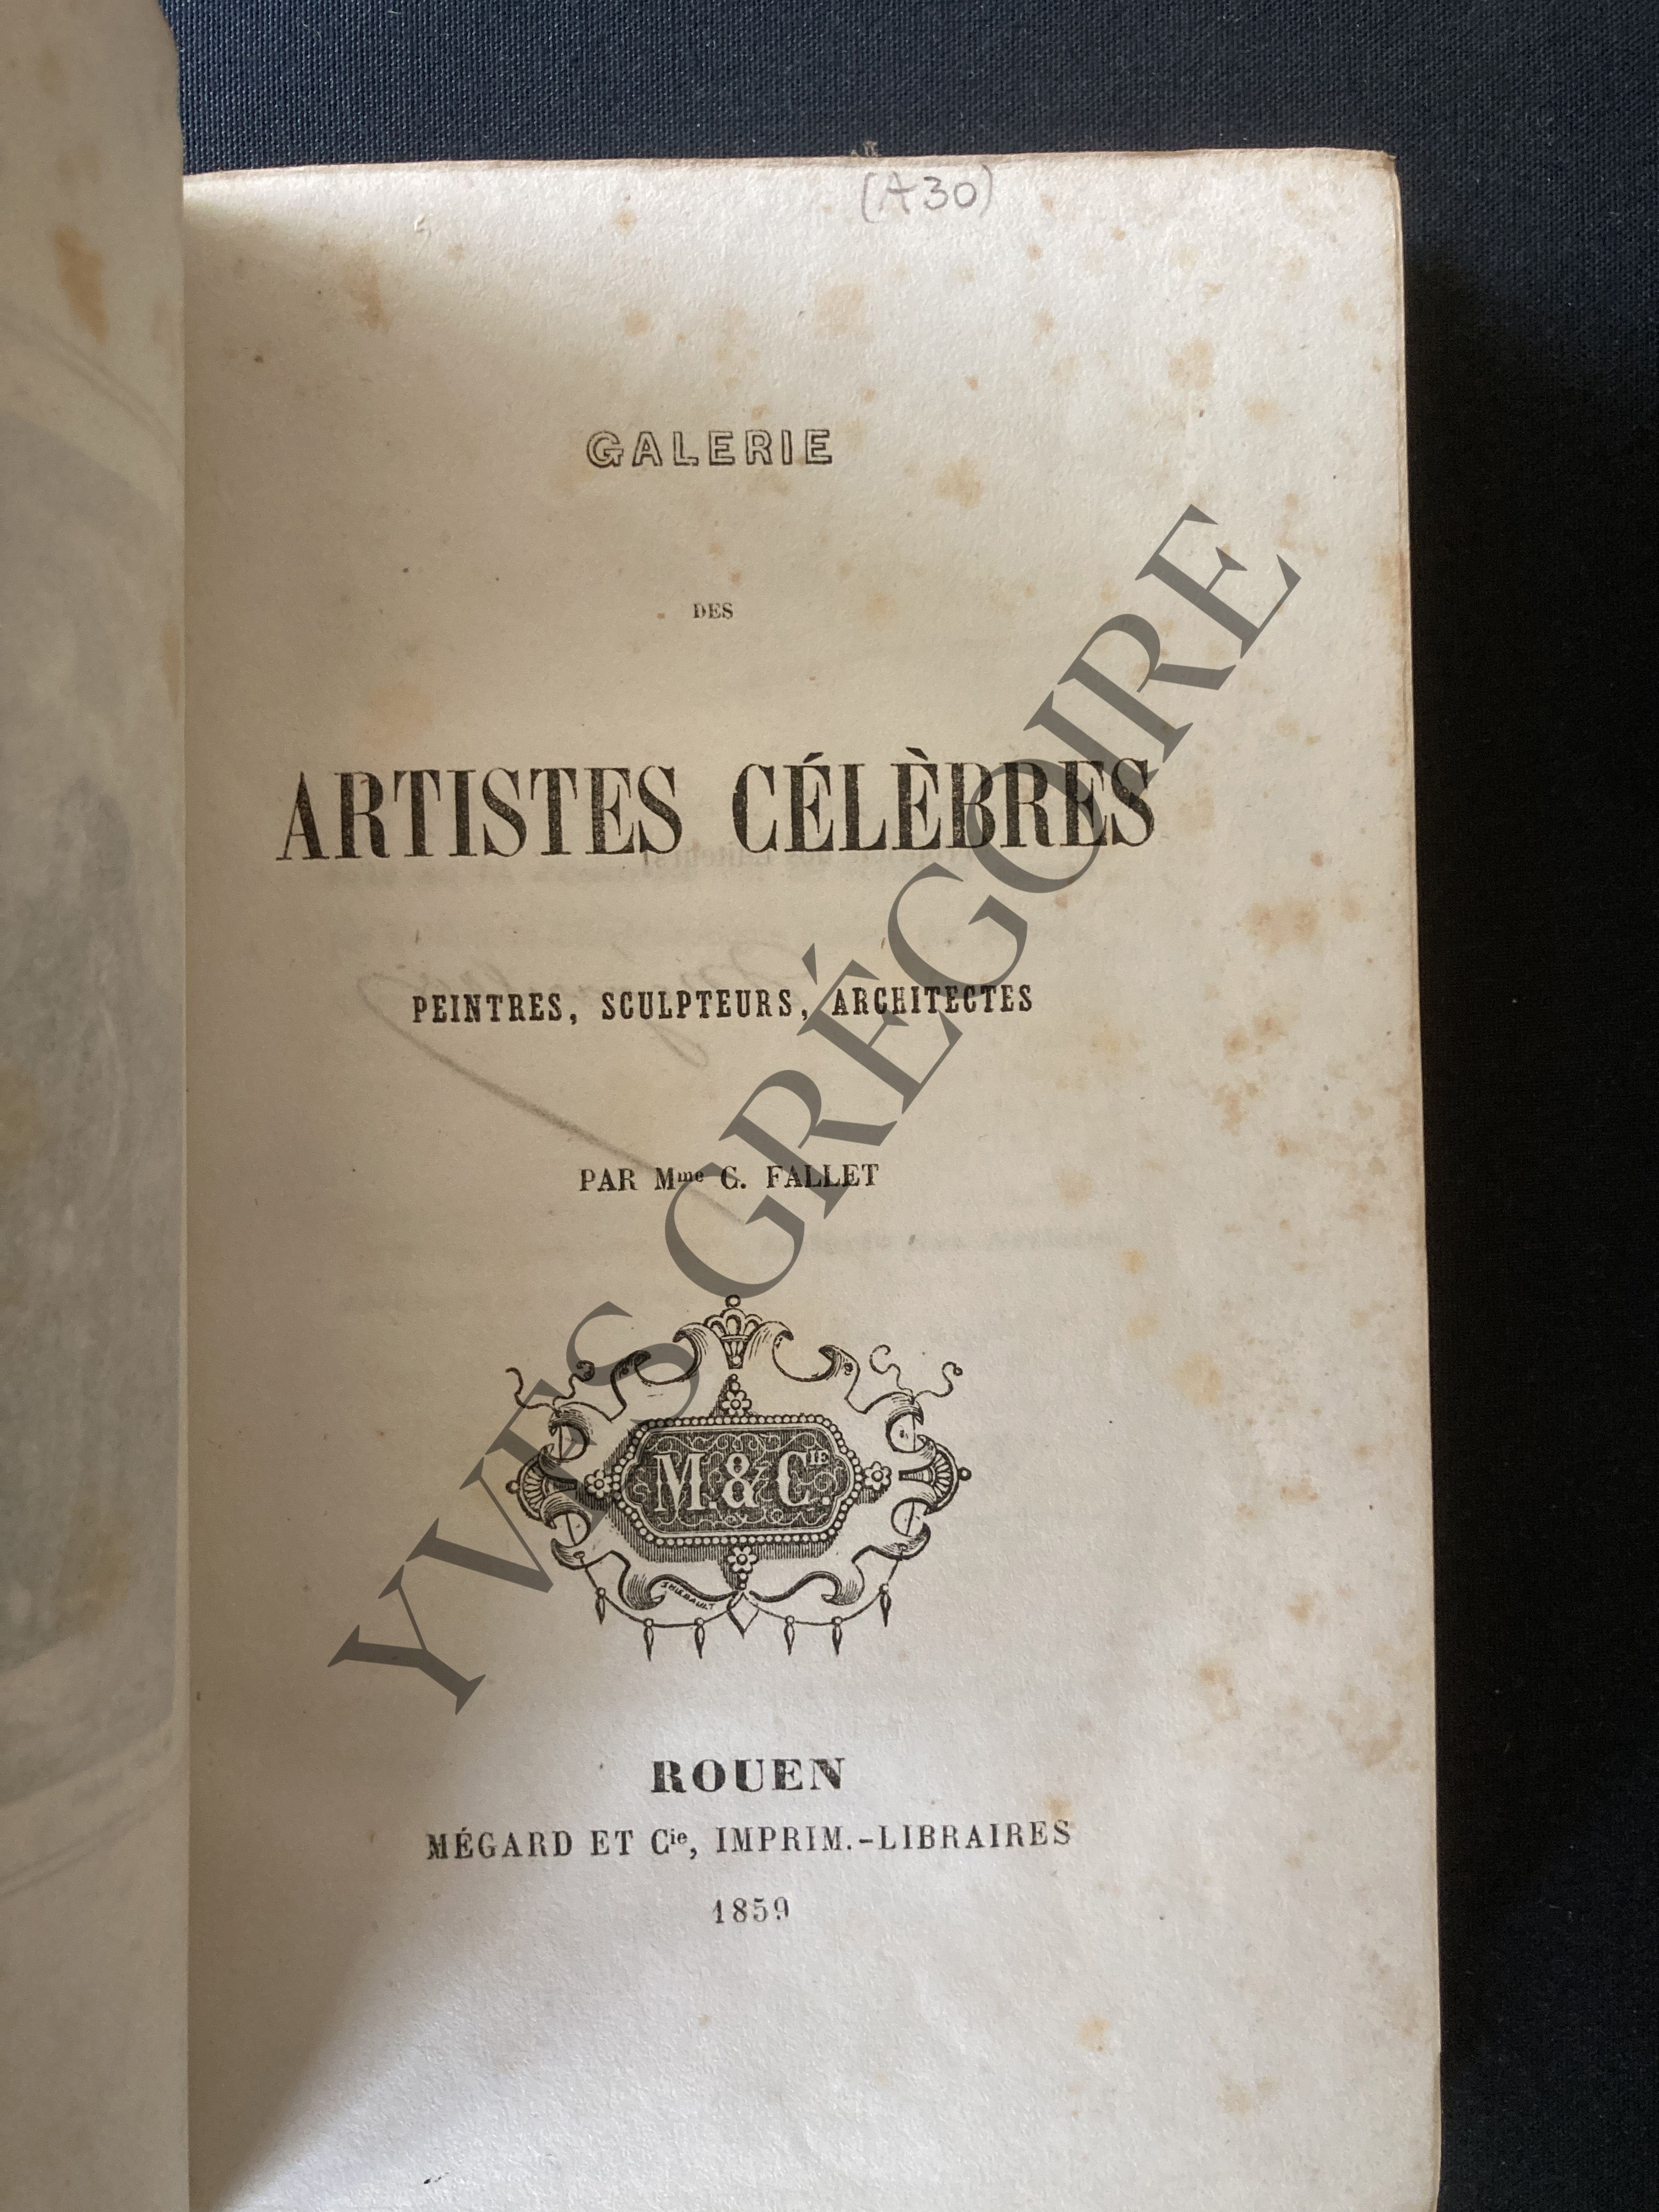 (A30)
GALERIE
DES
ARTISTES CÉLÈBRES
PEINTRES, SCULPTEURS, ARCHITECTES
PAR Mme C. FALLET
M. & CIE.
ROUEN
MÉGARD ET Cie, IMPRIM.-LIBRAIRES
1859
YVES GRÉGOIRE